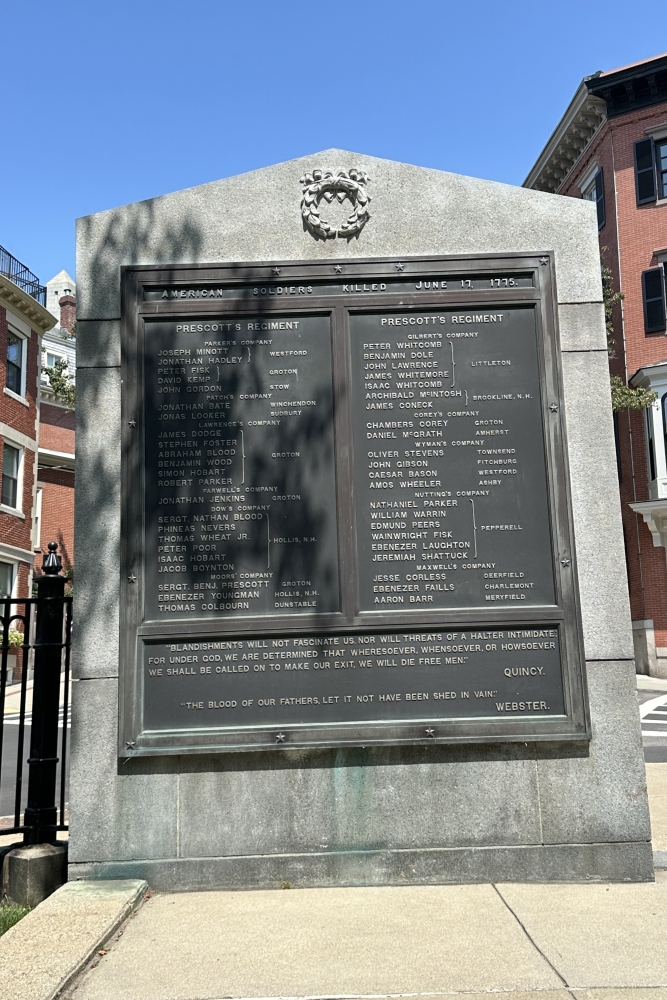 AMERICAN SOLDIERS KILLED JUNE 17, 1775.
PRESCOTT'S REGIMENT
PARKER'S COMPANY
JOSEPH MINOTT
JONATHAN HADLEY
WESTFORD
PETER FISK
DAVID KEMP
GROTON
JOHN GORDON STOW
PATCH'S COMPANY
JONATHAN BATE WINCHENDON
JONAS LOOKER SUDBURY
LAWRENCE'S COMPANY
JAMES DODGE
STEPHEN FOSTER
ABRAHAM BLOOD
BENJAMIN WOOD
SIMON HOBART
ROBERT PARKER
GROTON
FARWELL'S COMPANY
JONATHAN JENKINS GROTON
DOW'S COMPANY
SERGT. NATHAN BLOOD
PHINEAS NEVERS
THOMAS WHEAT JR.
PETER POOR
ISAAC HOBART
JACOB BOYNTON
HOLLIS, N.H.
MOORS' COMPANY
SERGT. BENJ. PRESCOTT GROTON
EBENEZER YOUNGMAN HOLLIS, N.H.
THOMAS COLBOURN DUNSTABLE
PRESCOTT'S REGIMENT
GILBERT'S COMPANY
PETER WHITCOMB
BENJAMIN DOLE
JOHN LAWRENCE
JAMES WHITEMORE
ISAAC WHITCOMB
LITTLETON
ARCHIBALD McINTOSH
JAMES CONECK
BROOKLINE, N.H.
COREY'S COMPANY
CHAMBERS COREY GROTON
DANIEL McGRATH AMHERST
WYMAN'S COMPANY
OLIVER STEVENS TOWNSEND
JOHN GIBSON FITCHBURG
CAESAR BASON WESTFORD
AMOS WHEELER ASHBY
NUTTING'S COMPANY
NATHANIEL PARKER
WILLIAM WARRIN
EDMUND PEERS
WAINWRIGHT FISK
EBENEZER LAUGHTON
JEREMIAH SHATTUCK
PEPPERELL
MAXWELL'S COMPANY
JESSE CORLESS DEERFIELD
EBENEZER FAILLS CHARLEMONT
AARON BARR MERYFIELD
"BLANDISHMENTS WILL NOT FASCINATE US, NOR WILL THREATS OF A HALTER INTIMIDATE;
FOR UNDER GOD, WE ARE DETERMINED THAT WHERESOEVER, WHENSOEVER, OR HOWSOEVER
WE SHALL BE CALLED ON TO MAKE OUR EXIT, WE WILL DIE FREE MEN."
QUINCY.
"THE BLOOD OF OUR FATHERS, LET IT NOT HAVE BEEN SHED IN VAIN."
WEBSTER.